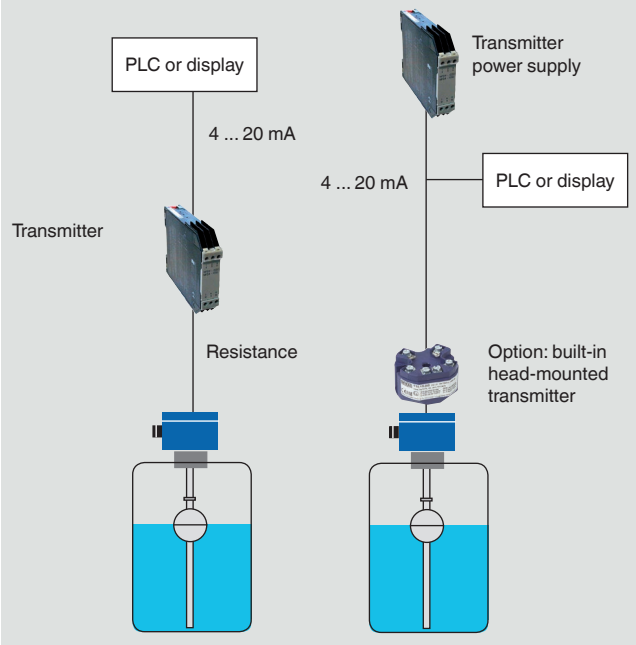 PLC or display
4 ... 20 mA
Transmitter
Resistance
Transmitter
power supply
4 ... 20 mA
PLC or display
Option: built-in
head-mounted
transmitter